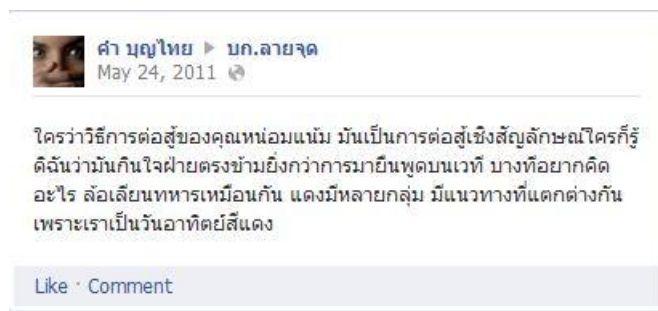 คำ บุญไทย ▶ บก.ลายจุด
May 24, 2011
ใครว่าวิธีการต่อสู้ของคุณหน่อมแน้ม มันเป็นการต่อสู้เชิงสัญลักษณ์ใครก็รู้
ดิฉันว่ามันกินใจฝ่ายตรงข้ามยิ่งกว่าการมายืนพูดบนเวที บางทีอยากคิด
อะไร ล้อเลียนทหารเหมือนกัน แดงมีหลายกลุ่ม มีแนวทางที่แตกต่างกัน
เพราะเราเป็นวันอาทิตย์สีแดง
Like · Comment